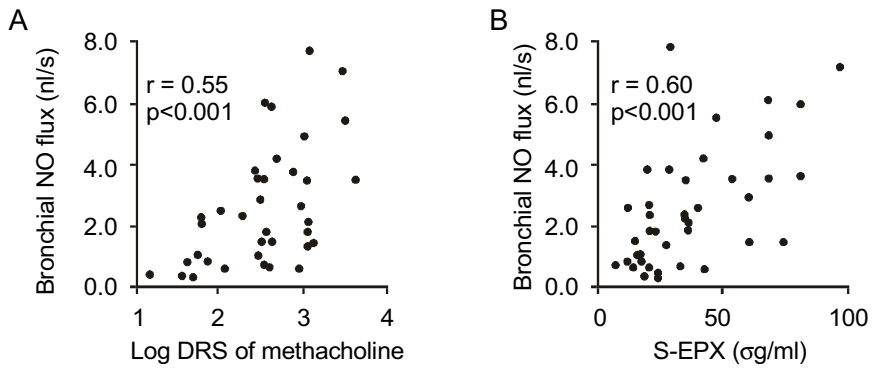 A
Bronchial NO flux (nl/s)
8.0
6.0
4.0
2.0
0.0
r = 0.55
p<0.001
1
2
3
4
Log DRS of methacholine
B
Bronchial NO flux (nl/s)
8.0
6.0
4.0
2.0
0.0
r = 0.60
p<0.001
0
50
100
S-EPX (σg/ml)